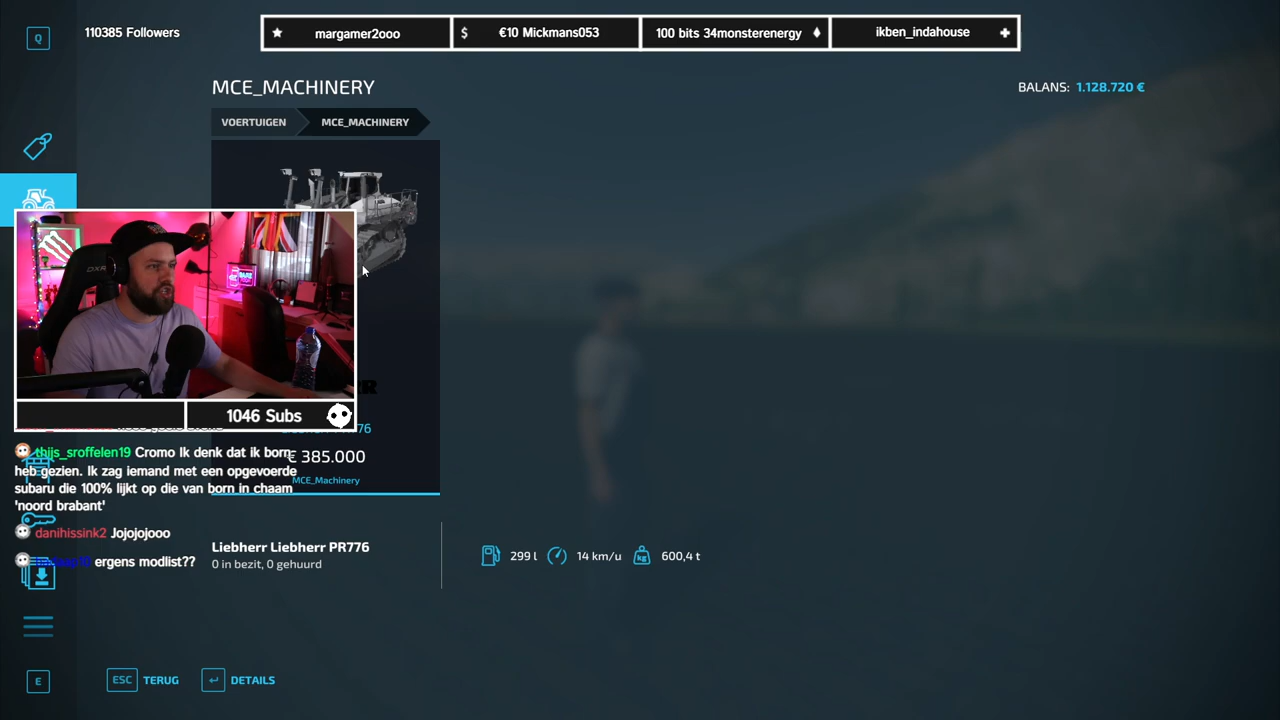 Q
110385 Followers
margamer2ooo
$ €10 Mickmans053
100 bits 34monsterenergy
ikben_indahouse
MCE_MACHINERY
BALANS: 1.128.720 €
VOERTUIGEN
MCE_MACHINERY
1046 Subs
€ 385.000
MCE_Machinery
thijs_sroffelen19 Cromo Ik denk dat ik born
heb gezien. Ik zag iemand met een opgevoerde
subaru die 100% lijkt op die van born in chaam
'noord brabant'
danihissink2 Jojojojooo
ergens modlist??
Liebherr Liebherr PR776
0 in bezit, 0 gehuurd
299 l
14 km/u
600,4 t
E
ESC TERUG
DETAILS